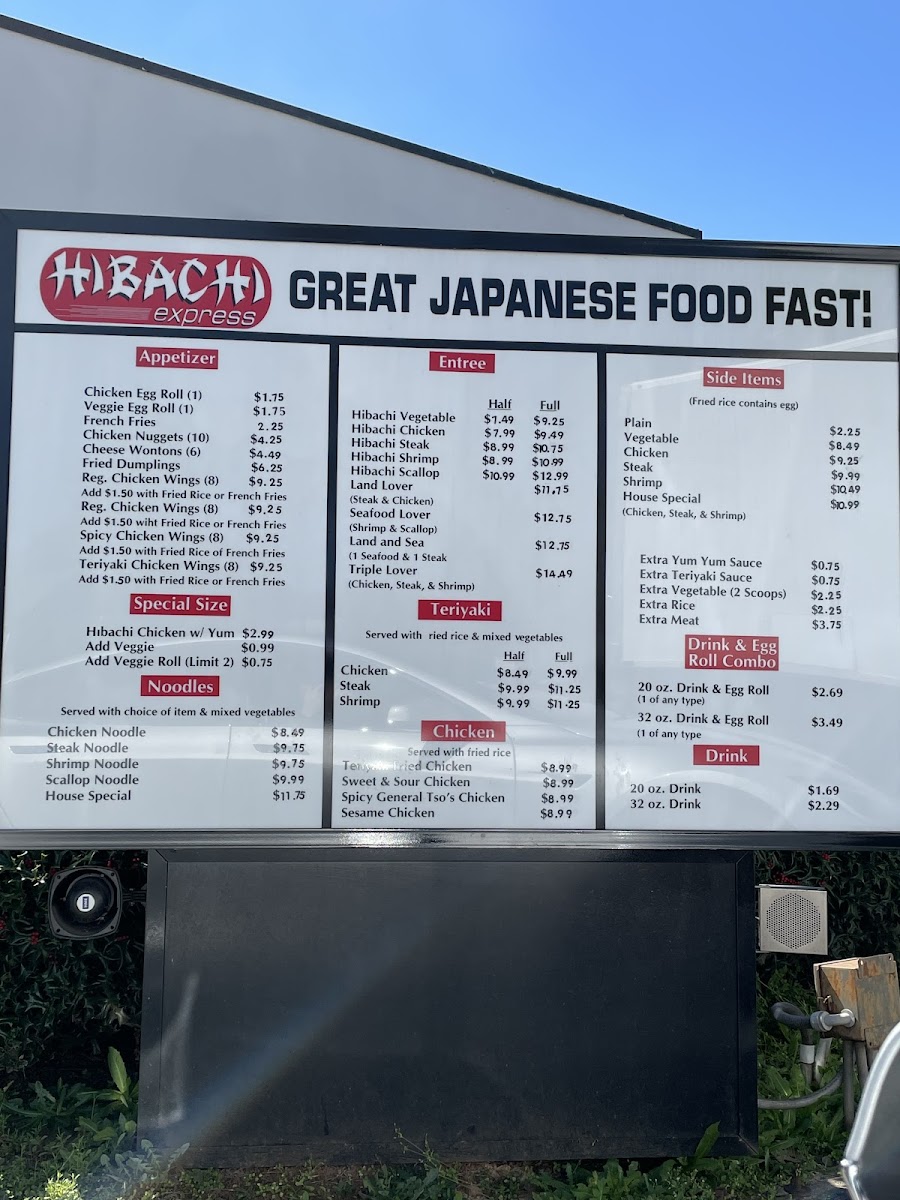 HIBACHI
express
GREAT JAPANESE FOOD FAST!
Appetizer
Chicken Egg Roll (1) $1.75
Veggie Egg Roll (1) $1.75
French Fries 2.25
Chicken Nuggets (10) $4.25
Cheese Wontons (6) $4.49
Fried Dumplings $6.25
Reg. Chicken Wings (8) $9.25
Add $1.50 with Fried Rice or French Fries
Reg. Chicken Wings (8) $9.25
Add $1.50 wiht Fried Rice or French Fries
Spicy Chicken Wings (8) $9.25
Add $1.50 with Fried Rice of French Fries
Teriyaki Chicken Wings (8) $9.25
Add $1.50 with Fried Rice or French Fries
Special Size
Hibachi Chicken w/ Yum $2.99
Add Veggie $0.99
Add Veggie Roll (Limit 2) $0.75
Noodles
Served with choice of item & mixed vegetables
Chicken Noodle $8.49
Steak Noodle $9.75
Shrimp Noodle $9.75
Scallop Noodle $9.99
House Special $11.75
Entree
Half Full
Hibachi Vegetable $7.49 $9.25
Hibachi Chicken $7.99 $9.49
Hibachi Steak $8.99 $10.75
Hibachi Shrimp $8.99 $10.99
Hibachi Scallop $10.99 $12.99
Land Lover $11.75
(Steak & Chicken)
Seafood Lover $12.75
(Shrimp & Scallop)
Land and Sea $12.75
(1 Seafood & 1 Steak
Triple Lover $14.49
(Chicken, Steak, & Shrimp)
Teriyaki
Served with ried rice & mixed vegetables
Half Full
Chicken $8.49 $9.99
Steak $9.99 $11.25
Shrimp $9.99 $11.25
Chicken
Served with fried rice
Teriyaki Fried Chicken $8.99
Sweet & Sour Chicken $8.99
Spicy General Tso's Chicken $8.99
Sesame Chicken $8.99
Side Items
(Fried rice contains egg)
Plain $2.25
Vegetable $8.49
Chicken $9.25
Steak $9.99
Shrimp $10.49
House Special $10.99
(Chicken, Steak, & Shrimp)
Extra Yum Yum Sauce $0.75
Extra Teriyaki Sauce $0.75
Extra Vegetable (2 Scoops) $2.25
Extra Rice $2.25
Extra Meat $3.75
Drink & Egg
Roll Combo
20 oz. Drink & Egg Roll $2.69
(1 of any type)
32 oz. Drink & Egg Roll $3.49
(1 of any type
Drink
20 oz. Drink $1.69
32 oz. Drink $2.29